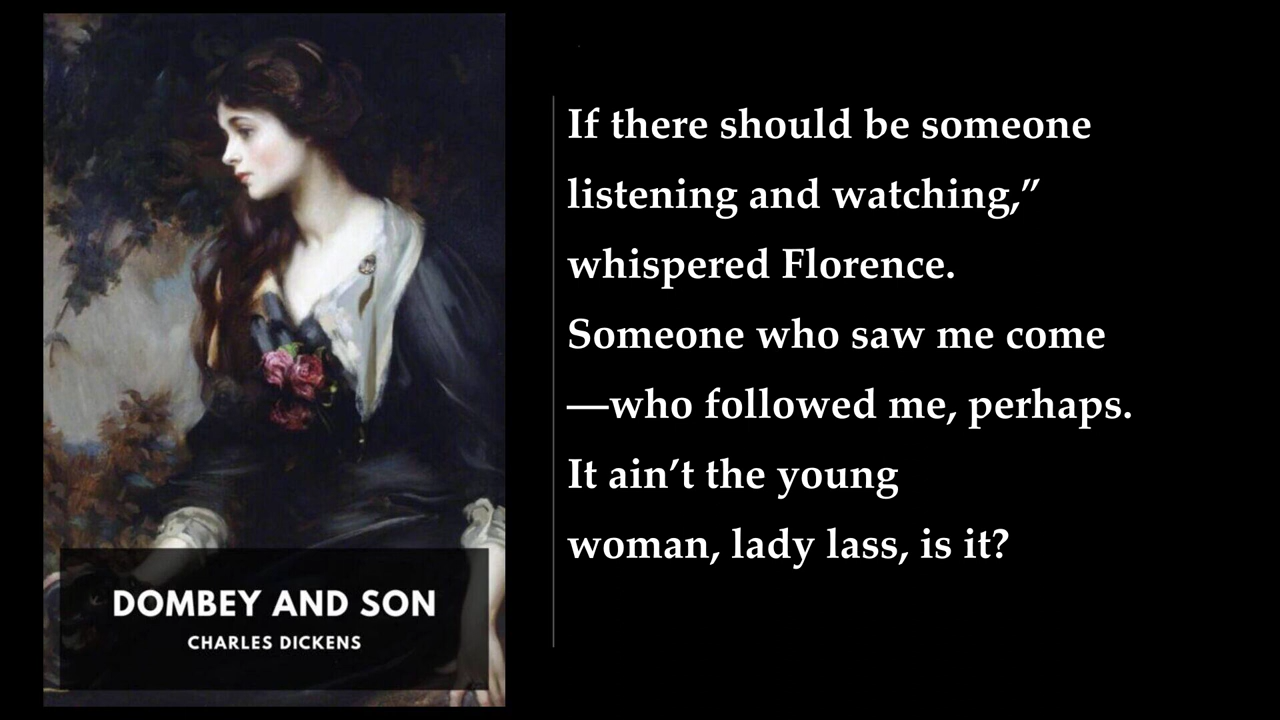 If there should be someone
listening and watching,”
whispered Florence.
Someone who saw me come
—who followed me, perhaps.
It ain’t the young
woman, lady lass, is it?
DOMBEY AND SON
CHARLES DICKENS